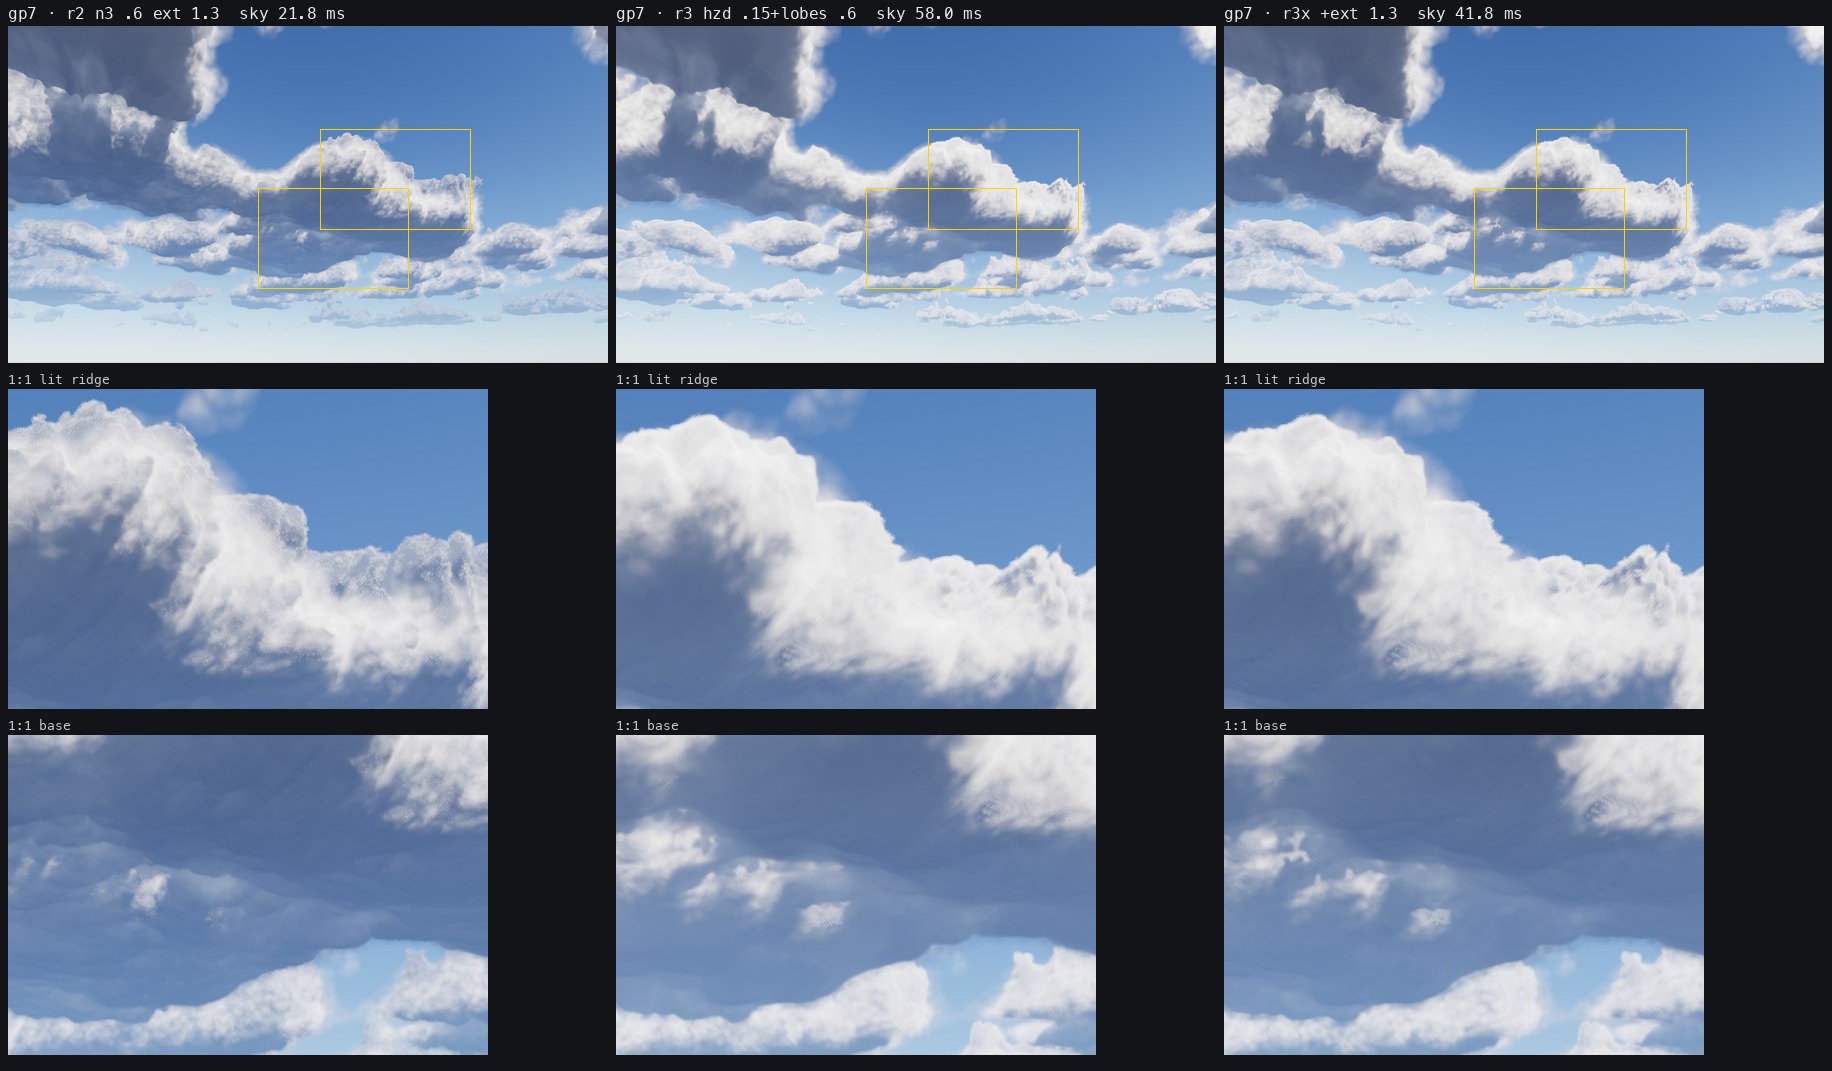 gp7 · r2 n3 .6 ext 1.3  sky 21.8 ms
gp7 · r3 hzd .15+lobes .6  sky 58.0 ms
gp7 · r3x +ext 1.3  sky 41.8 ms
1:1 lit ridge
1:1 lit ridge
1:1 lit ridge
1:1 base
1:1 base
1:1 base